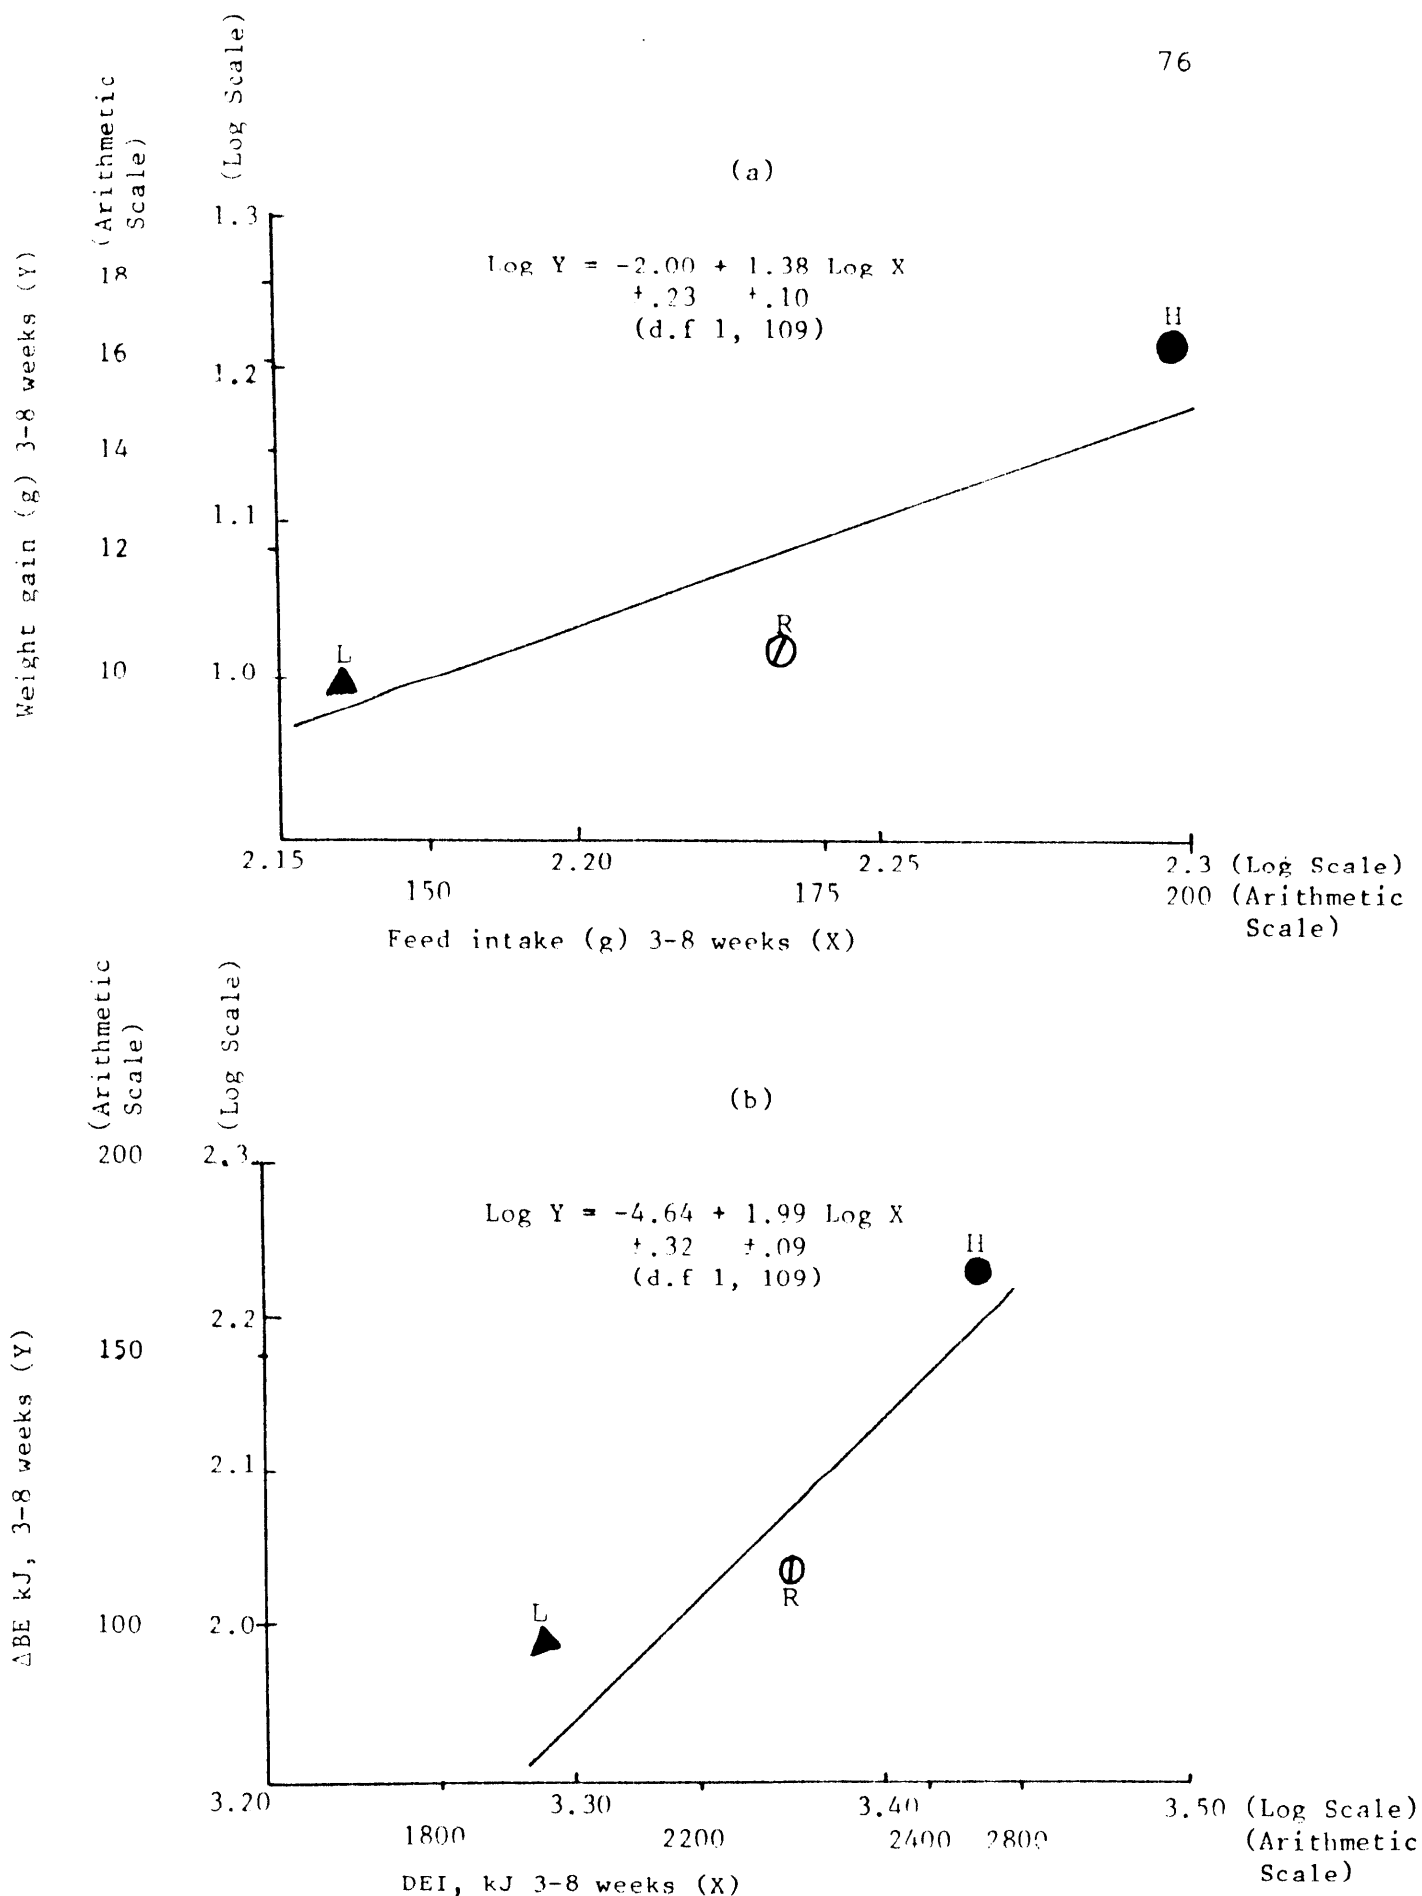 76
(Arithmetic
Scale)
(Log Scale)
(a)
1.3
18
Log Y = -2.00 + 1.38 Log X
±.23 ±.10
(d.f 1, 109)
H
16
1.2
14
1.1
12
R
L
10
1.0
Weight gain (g) 3-8 weeks (Y)
2.15
2.20
2.25
2.3 (Log Scale)
150
175
200 (Arithmetic
Scale)
Feed intake (g) 3-8 weeks (X)
(Arithmetic
Scale)
(Log Scale)
(b)
200
2.3
Log Y = -4.64 + 1.99 Log X
±.32 ±.09
(d.f 1, 109)
H
2.2
150
2.1
R
L
100
2.0
ΔBE kJ, 3-8 weeks (Y)
3.20
3.30
3.40
3.50 (Log Scale)
1800
2200
2400
2800
(Arithmetic
Scale)
DEI, kJ 3-8 weeks (X)